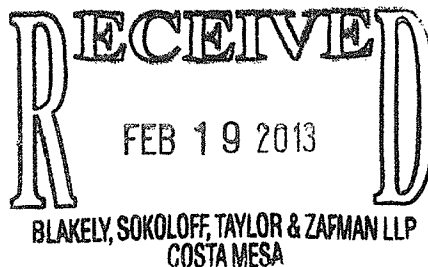 RECEIVED
FEB 19 2013
BLAKELY, SOKOLOFF, TAYLOR & ZAFMAN LLP
COSTA MESA